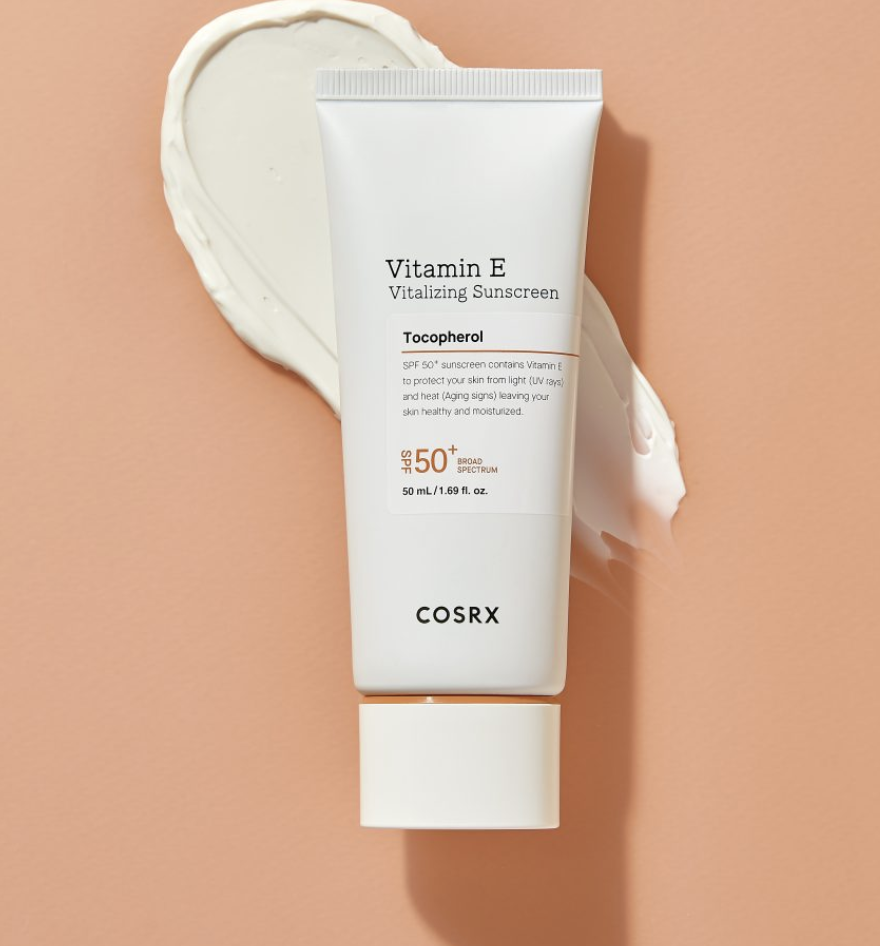 Vitamin E
Vitalizing Sunscreen
Tocopherol
SPF 50+ sunscreen contains Vitamin E
to protect your skin from light (UV rays)
and heat (Aging signs) leaving your
skin healthy and moisturized.
SPF 50+ BROAD
SPECTRUM
50 mL / 1.69 fl. oz.
COSRX